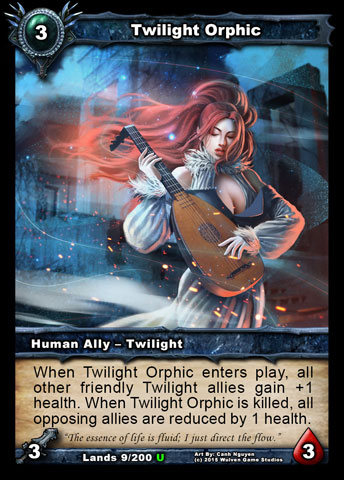 3
Twilight Orphic
Human Ally – Twilight
When Twilight Orphic enters play, all
other friendly Twilight allies gain +1
health. When Twilight Orphic is killed, all
opposing allies are reduced by 1 health.
"The essence of life is fluid; I just direct the flow."
3
Lands 9/200 U
Art By: Canh Nguyen
(c) 2015 Wulven Game Studios
3